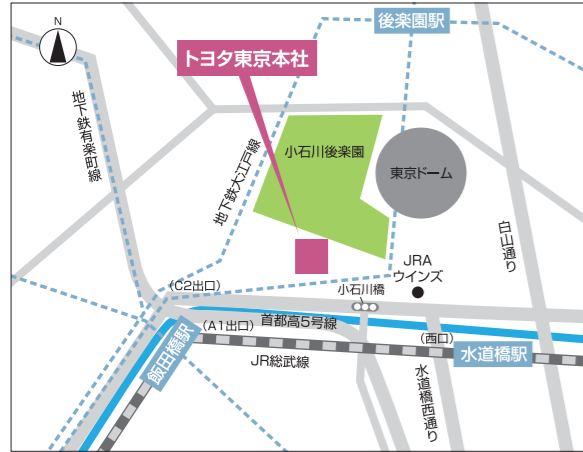 N
後楽園駅
トヨタ東京本社
地下鉄有楽町線
地下鉄大江戸線
小石川後楽園
東京ドーム
白山通り
JRA
ウインズ
(C2出口)
小石川橋
首都高5号線
(A1出口)
飯田橋駅
(西口)
水道橋駅
JR総武線
水道橋西通り